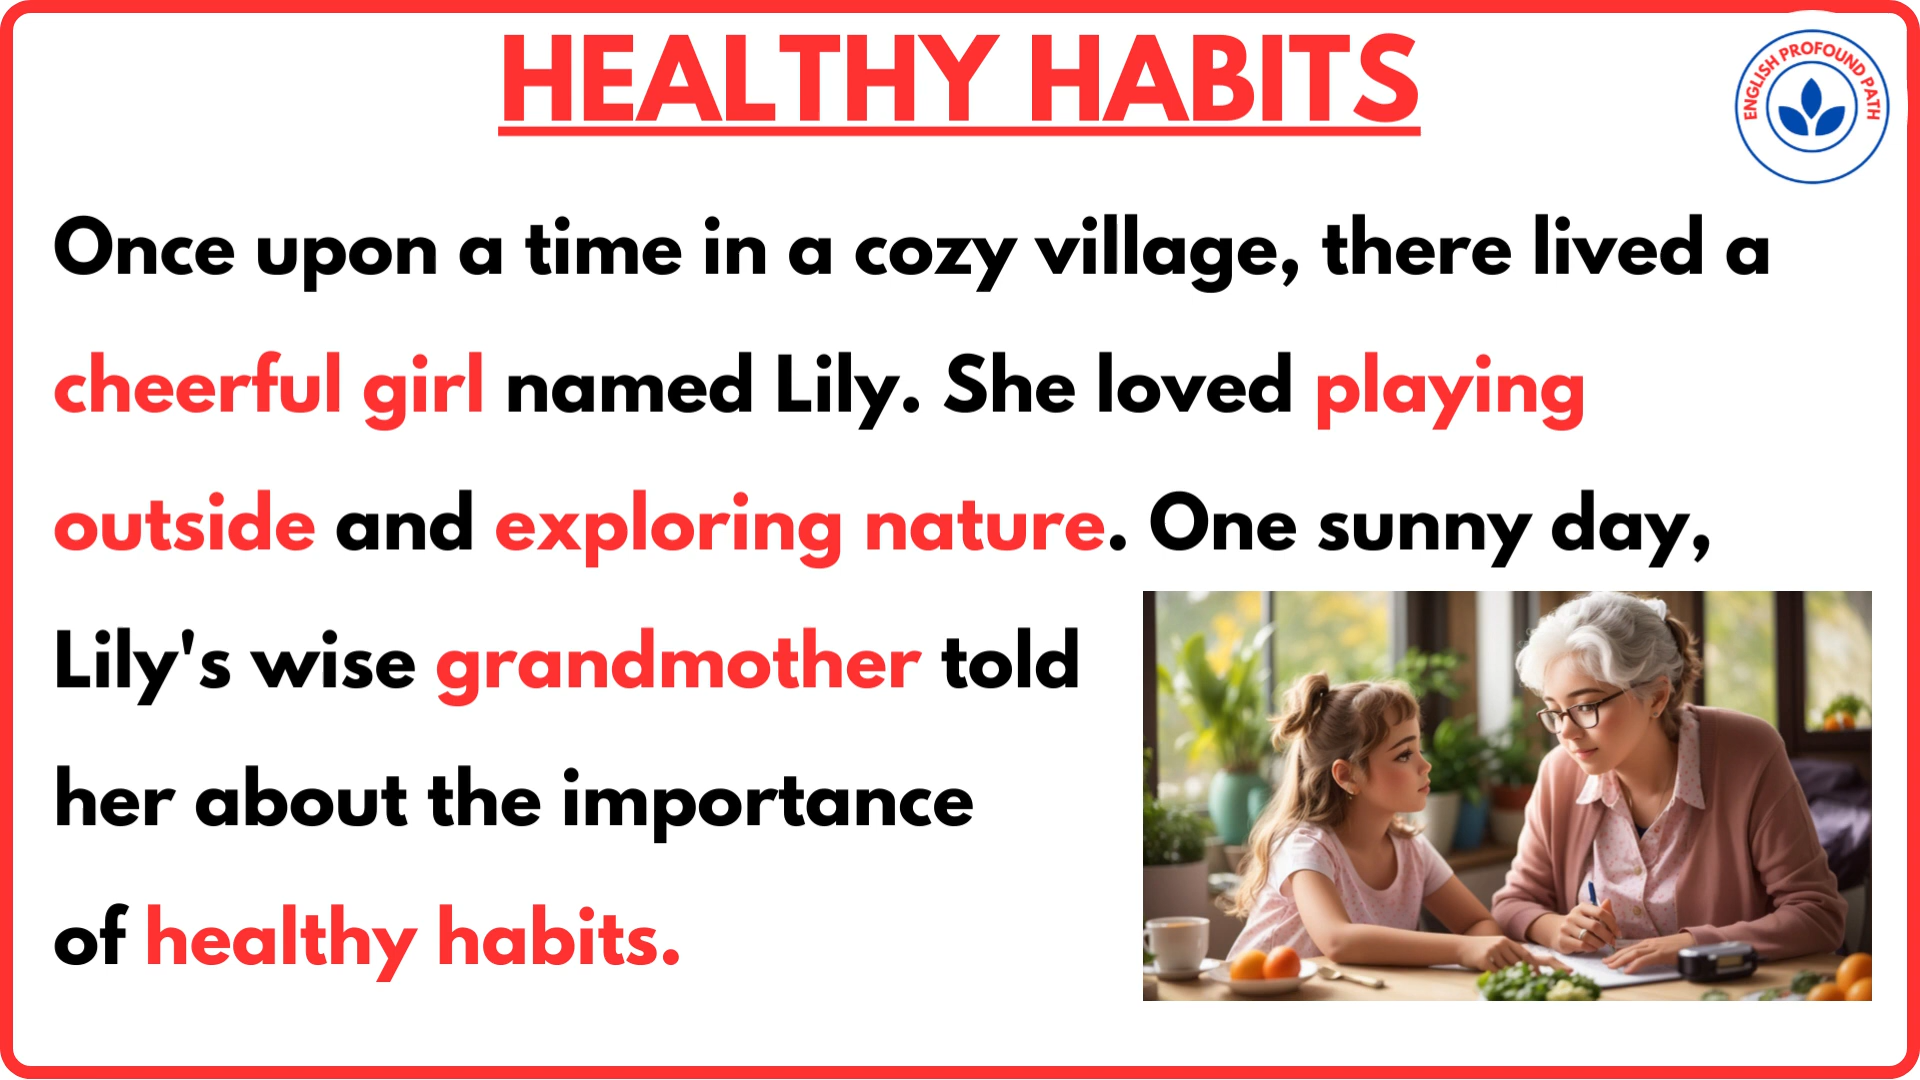 HEALTHY HABITS
ENGLISH PROFOUND PATH
Once upon a time in a cozy village, there lived a
cheerful girl named Lily. She loved playing
outside and exploring nature. One sunny day,
Lily's wise grandmother told
her about the importance
of healthy habits.